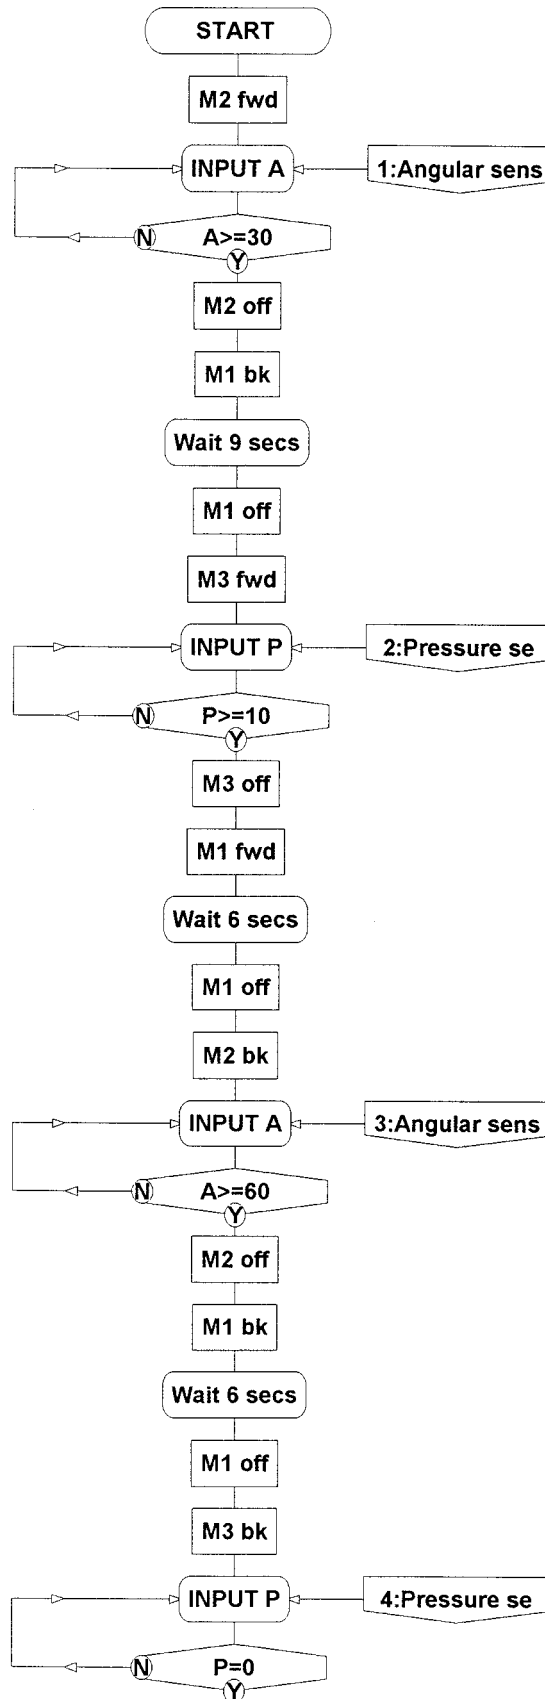 START
M2 fwd
INPUT A
1:Angular sens
N
A>=30
Y
M2 off
M1 bk
Wait 9 secs
M1 off
M3 fwd
INPUT P
2:Pressure se
N
P>=10
Y
M3 off
M1 fwd
Wait 6 secs
M1 off
M2 bk
INPUT A
3:Angular sens
N
A>=60
Y
M2 off
M1 bk
Wait 6 secs
M1 off
M3 bk
INPUT P
4:Pressure se
N
P=0
Y